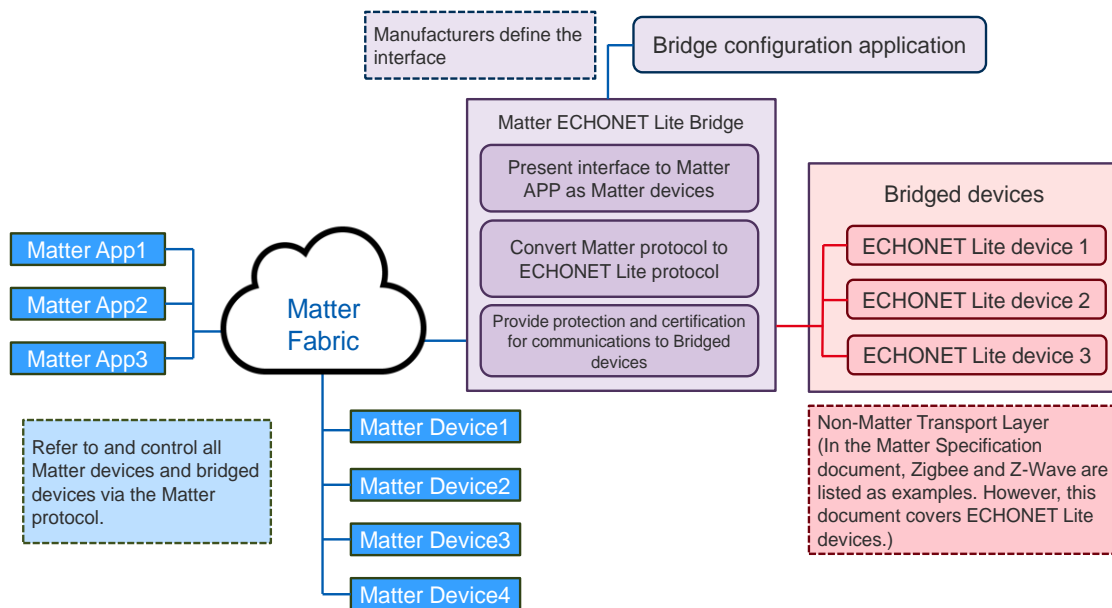 Manufacturers define the
interface
Bridge configuration application
Matter ECHONET Lite Bridge
Present interface to Matter
APP as Matter devices
Convert Matter protocol to
ECHONET Lite protocol
Provide protection and certification
for communications to Bridged
devices
Bridged devices
ECHONET Lite device 1
ECHONET Lite device 2
ECHONET Lite device 3
Matter App1
Matter App2
Matter App3
Matter
Fabric
Matter Device1
Matter Device2
Matter Device3
Matter Device4
Refer to and control all
Matter devices and bridged
devices via the Matter
protocol.
Non-Matter Transport Layer
(In the Matter Specification
document, Zigbee and Z-Wave are
listed as examples. However, this
document covers ECHONET Lite
devices.)